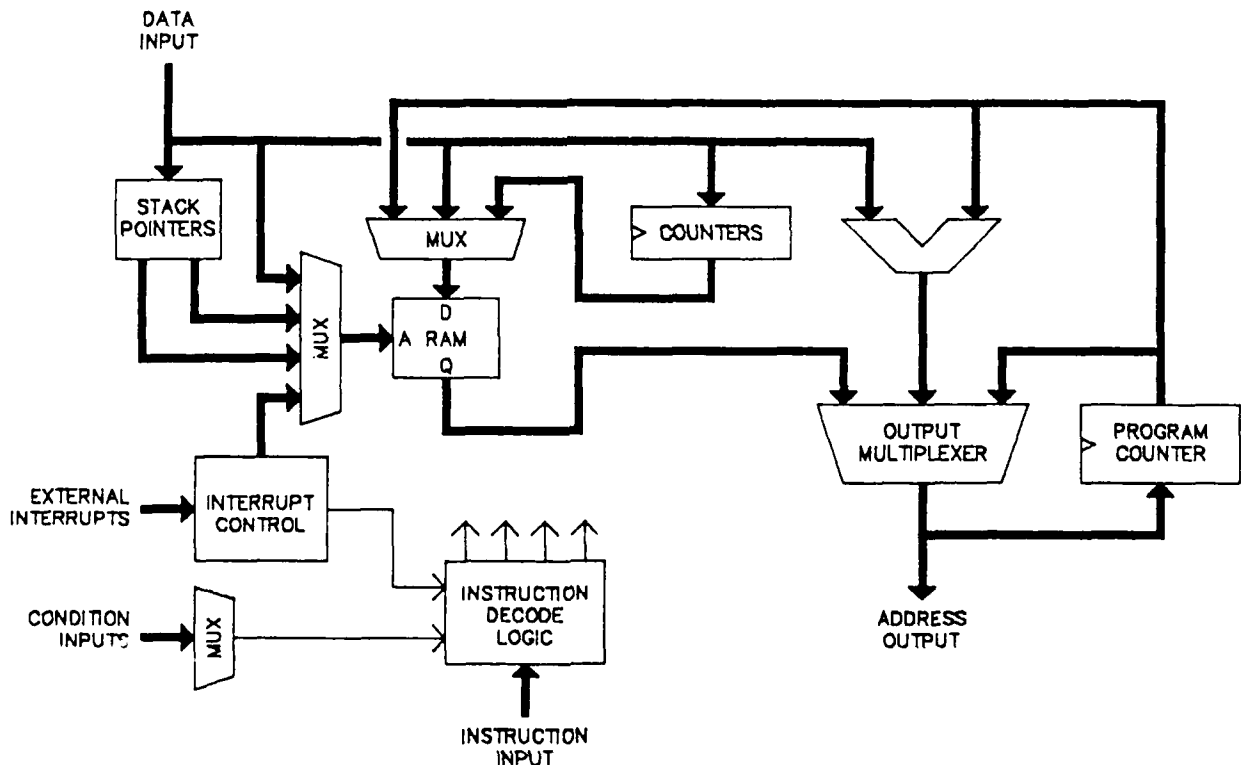 DATA
INPUT
STACK
POINTERS
MUX
COUNTERS
MUX
D
A RAM
Q
OUTPUT
MULTIPLEXER
PROGRAM
COUNTER
EXTERNAL
INTERRUPTS
INTERRUPT
CONTROL
CONDITION
INPUTS
MUX
INSTRUCTION
DECODE
LOGIC
ADDRESS
OUTPUT
INSTRUCTION
INPUT